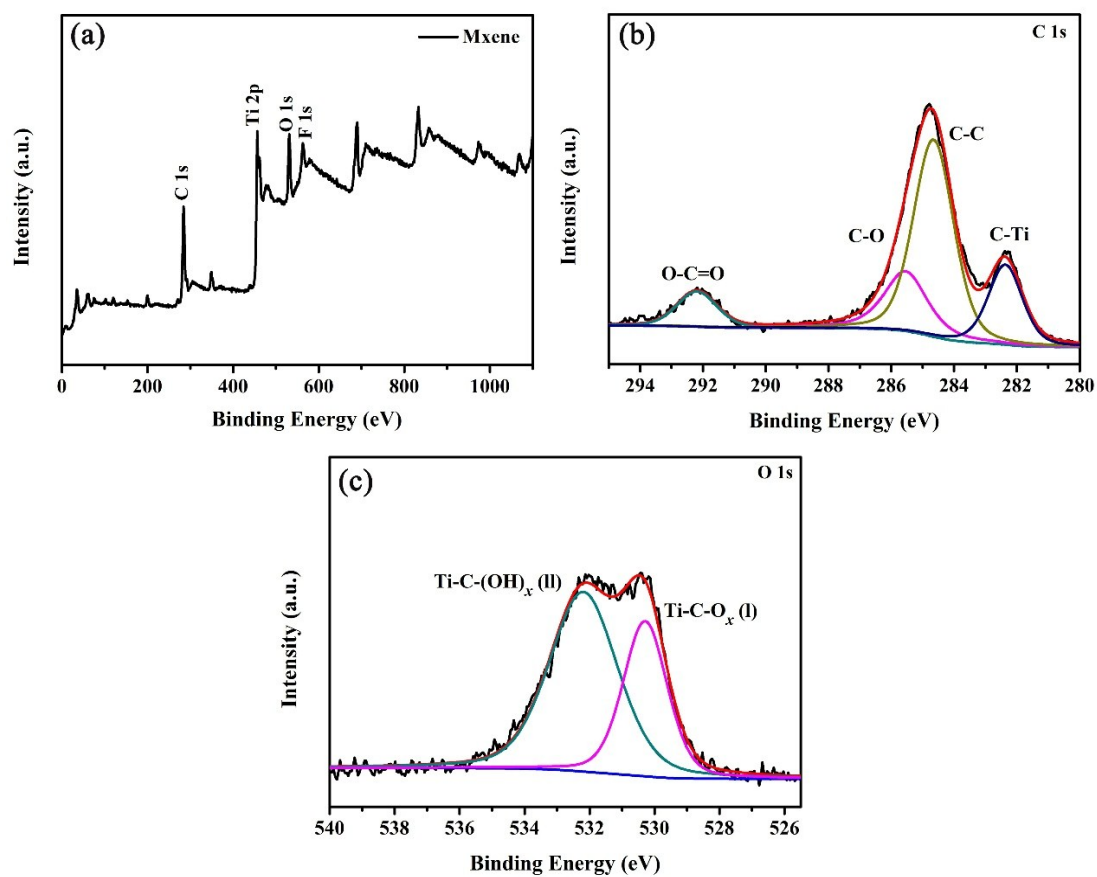 (a)
Mxene
C 1s
Ti 2p
O 1s
F 1s
Intensity (a.u.)
0 200 400 600 800 1000
Binding Energy (eV)
(b)
C 1s
C-C
C-O
C-Ti
O-C=O
Intensity (a.u.)
294 292 290 288 286 284 282 280
Binding Energy (eV)
(c)
O 1s
Ti-C-(OH)x (ll)
Ti-C-Ox (l)
Intensity (a.u.)
540 538 536 534 532 530 528 526
Binding Energy (eV)